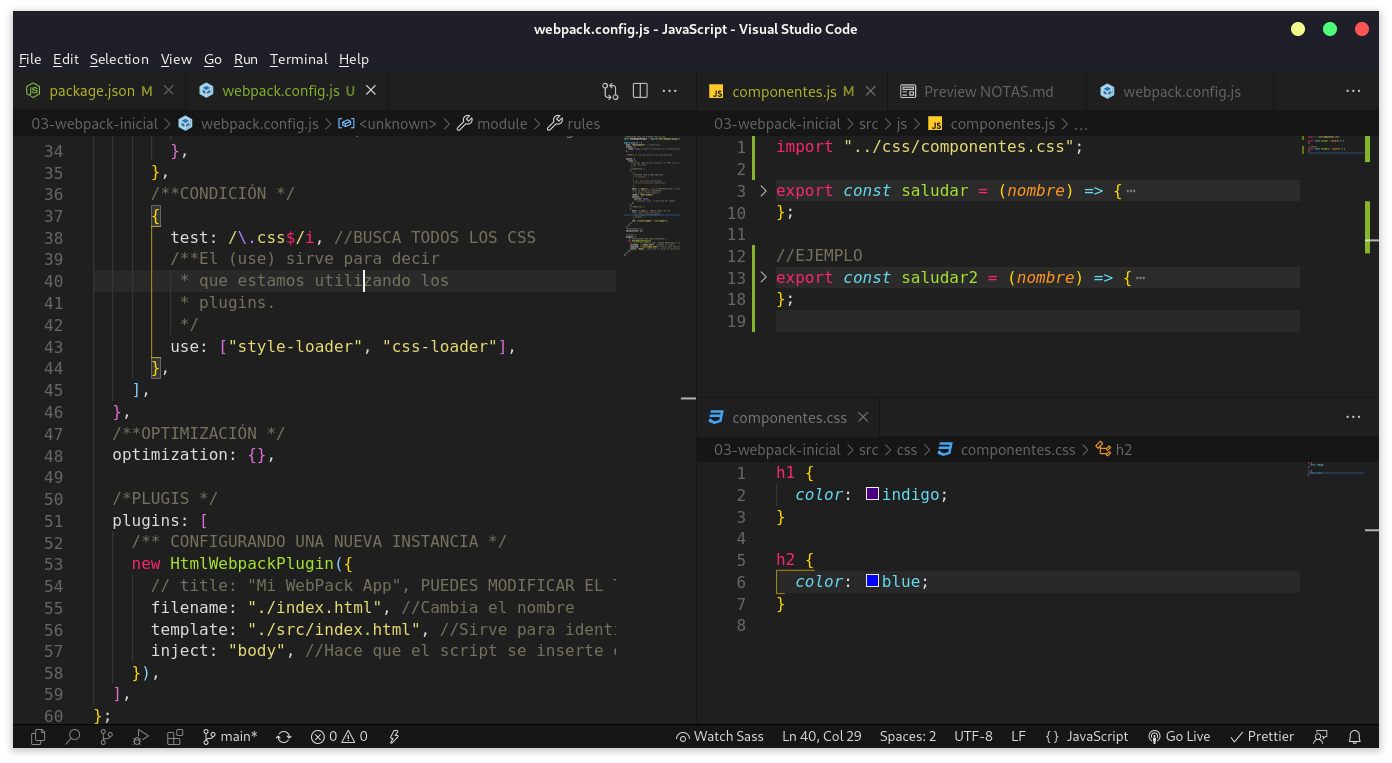 webpack.config.js - JavaScript - Visual Studio Code
File Edit Selection View Go Run Terminal Help
package.json M webpack.config.js U
03-webpack-inicial > webpack.config.js > <unknown> > module > rules
34 },
35 },
36 /**CONDICIÓN */
37 {
38 test: /\.css$/i, //BUSCA TODOS LOS CSS
39 /**El (use) sirve para decir
40 * que estamos utilizando los
41 * plugins.
42 */
43 use: ["style-loader", "css-loader"],
44 },
45 ],
46 },
47 /**OPTIMIZACIÓN */
48 optimization: {},
49
50 /*PLUGIS */
51 plugins: [
52 /** CONFIGURANDO UNA NUEVA INSTANCIA */
53 new HtmlWebpackPlugin({
54 // title: "Mi WebPack App", PUEDES MODIFICAR EL
55 filename: "./index.html", //Cambia el nombre
56 template: "./src/index.html", //Sirve para ident
57 inject: "body", //Hace que el script se inserte
58 }),
59 ],
60 };
componentes.js M Preview NOTAS.md webpack.config.js
03-webpack-inicial > src > js > componentes.js > ...
1 import "../css/componentes.css";
2
3 export const saludar = (nombre) => { ...
10 };
11
12 //EJEMPLO
13 export const saludar2 = (nombre) => { ...
18 };
19
componentes.css
03-webpack-inicial > src > css > componentes.css > h2
1 h1 {
2 color: indigo;
3 }
4
5 h2 {
6 color: blue;
7 }
8
main* 0 0 Watch Sass Ln 40, Col 29 Spaces: 2 UTF-8 LF {} JavaScript Go Live Prettier